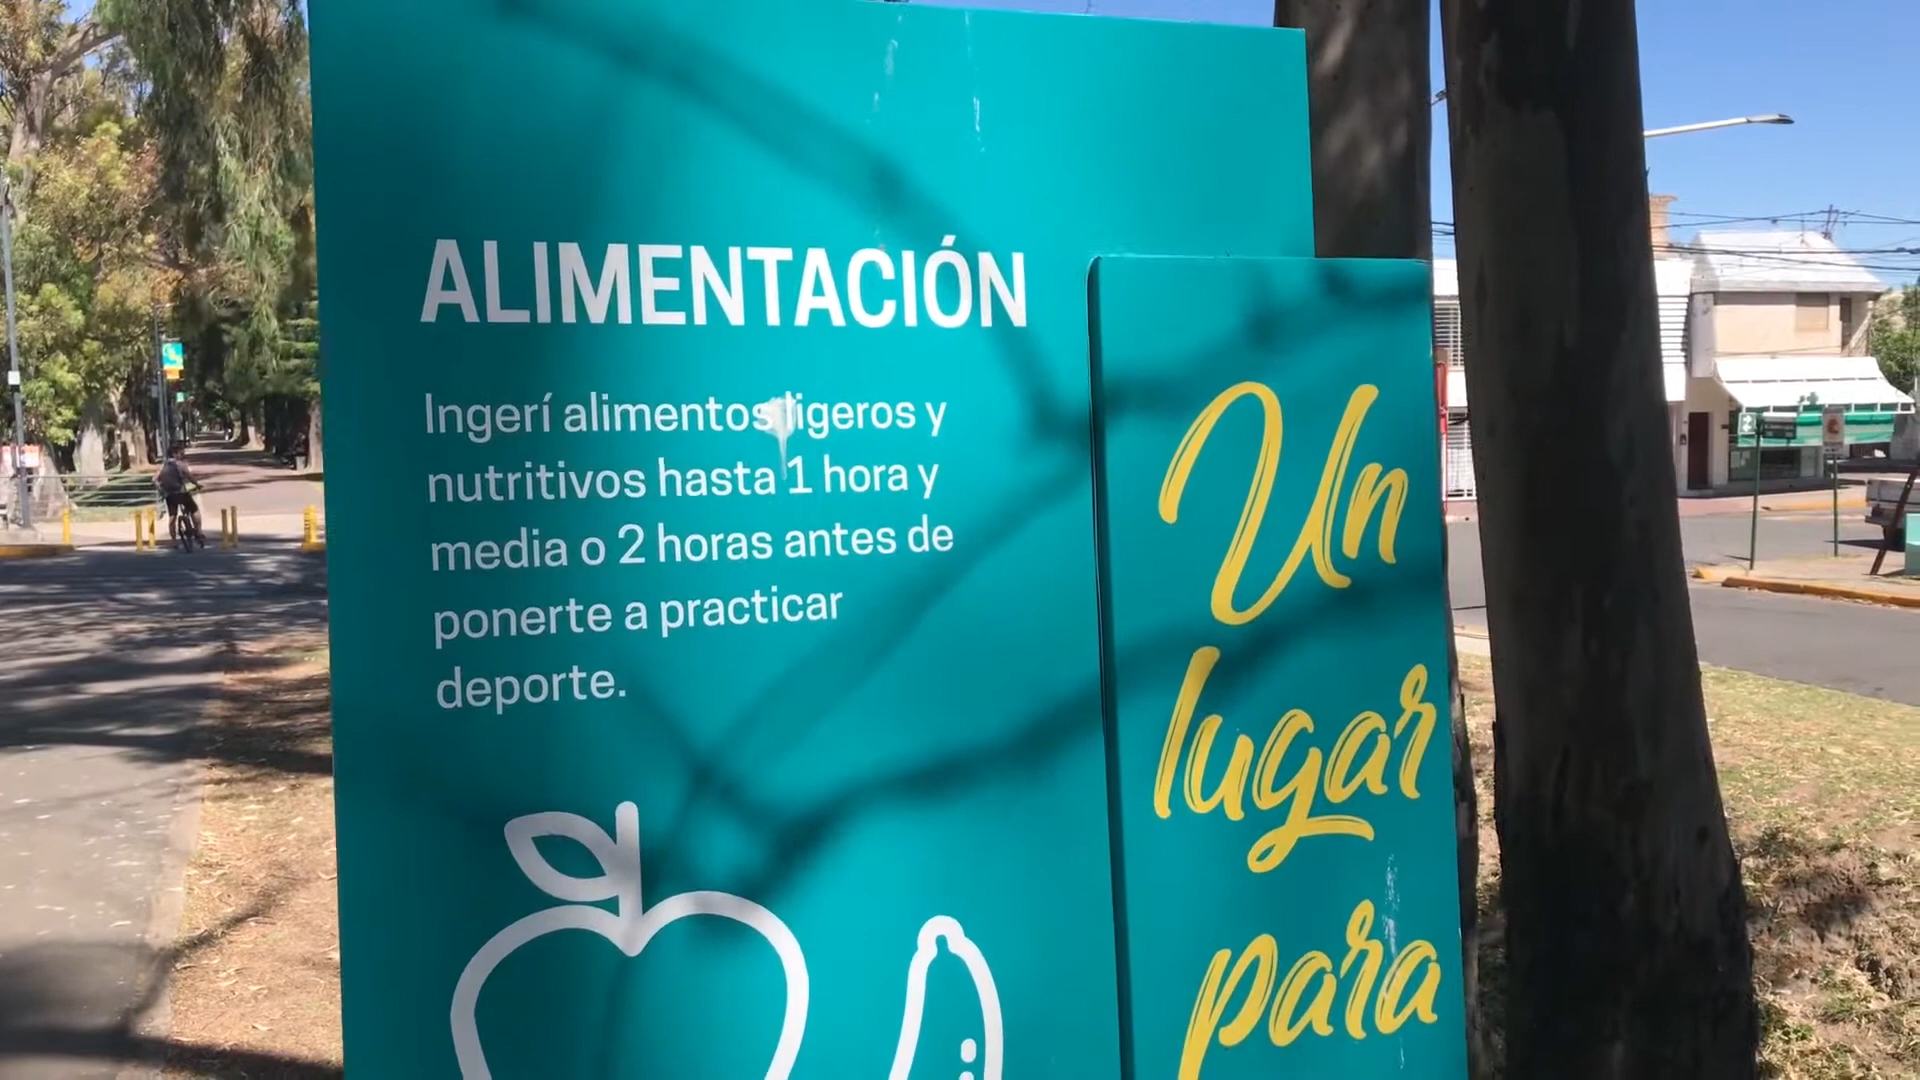 ALIMENTACIÓN
Ingerí alimentos ligeros y
nutritivos hasta 1 hora y
media o 2 horas antes de
ponerte a practicar
deporte.
Un
lugar
para